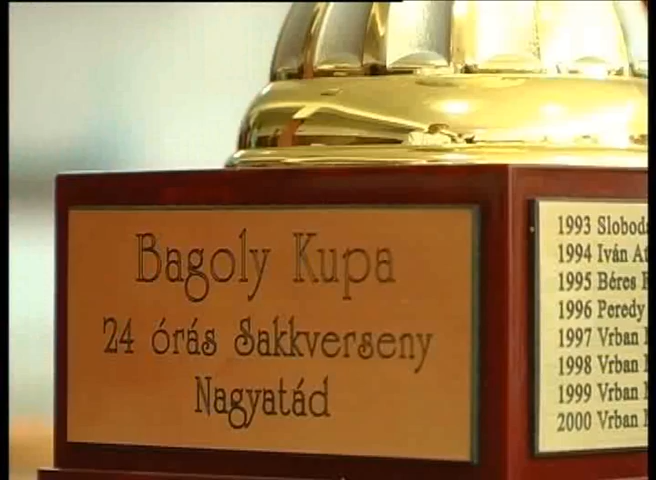 Bagoly Kupa
24 órás Sakkverseny
Nagyatád
1993 Sloboda
1994 Iván
1995 Béres
1996 Peredy
1997 Vrban
1998 Vrban
1999 Vrban
2000 Vrban